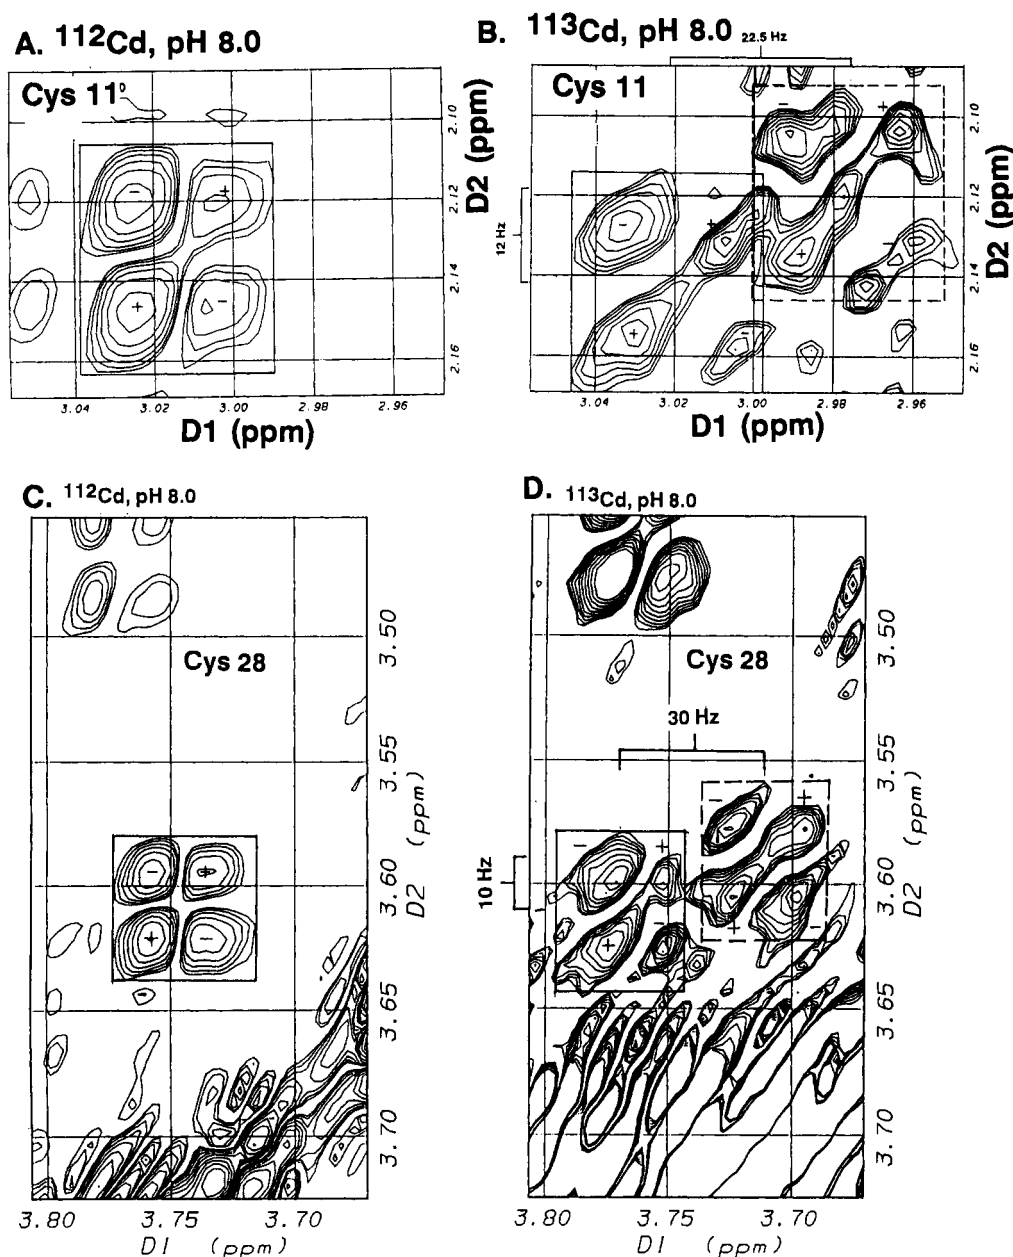 A. 112Cd, pH 8.0
Cys 11
2.10
2.12
2.14
2.16
D2 (ppm)
3.04 3.02 3.00 2.98 2.96
D1 (ppm)
B. 113Cd, pH 8.0
22.5 Hz
Cys 11
12 Hz
2.10
2.12
2.14
2.16
D2 (ppm)
3.04 3.02 3.00 2.98 2.96
D1 (ppm)
C. 112Cd, pH 8.0
Cys 28
3.50
3.55
3.60
3.65
3.70
D2 (ppm)
3.80 3.75 3.70
D1 (ppm)
D. 113Cd, pH 8.0
Cys 28
30 Hz
10 Hz
3.50
3.55
3.60
3.65
3.70
D2 (ppm)
3.80 3.75 3.70
D1 (ppm)